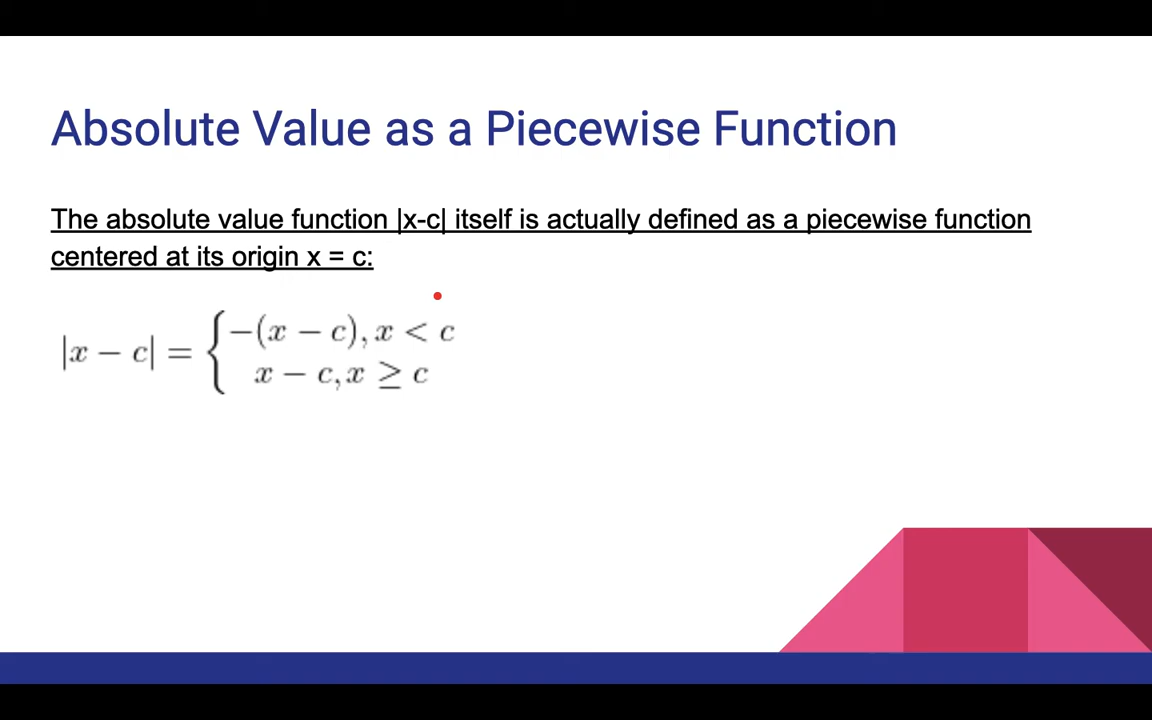 Absolute Value as a Piecewise Function
The absolute value function |x-c| itself is actually defined as a piecewise function
centered at its origin x = c:
|x − c| = { −(x − c), x < c
x − c, x ≥ c